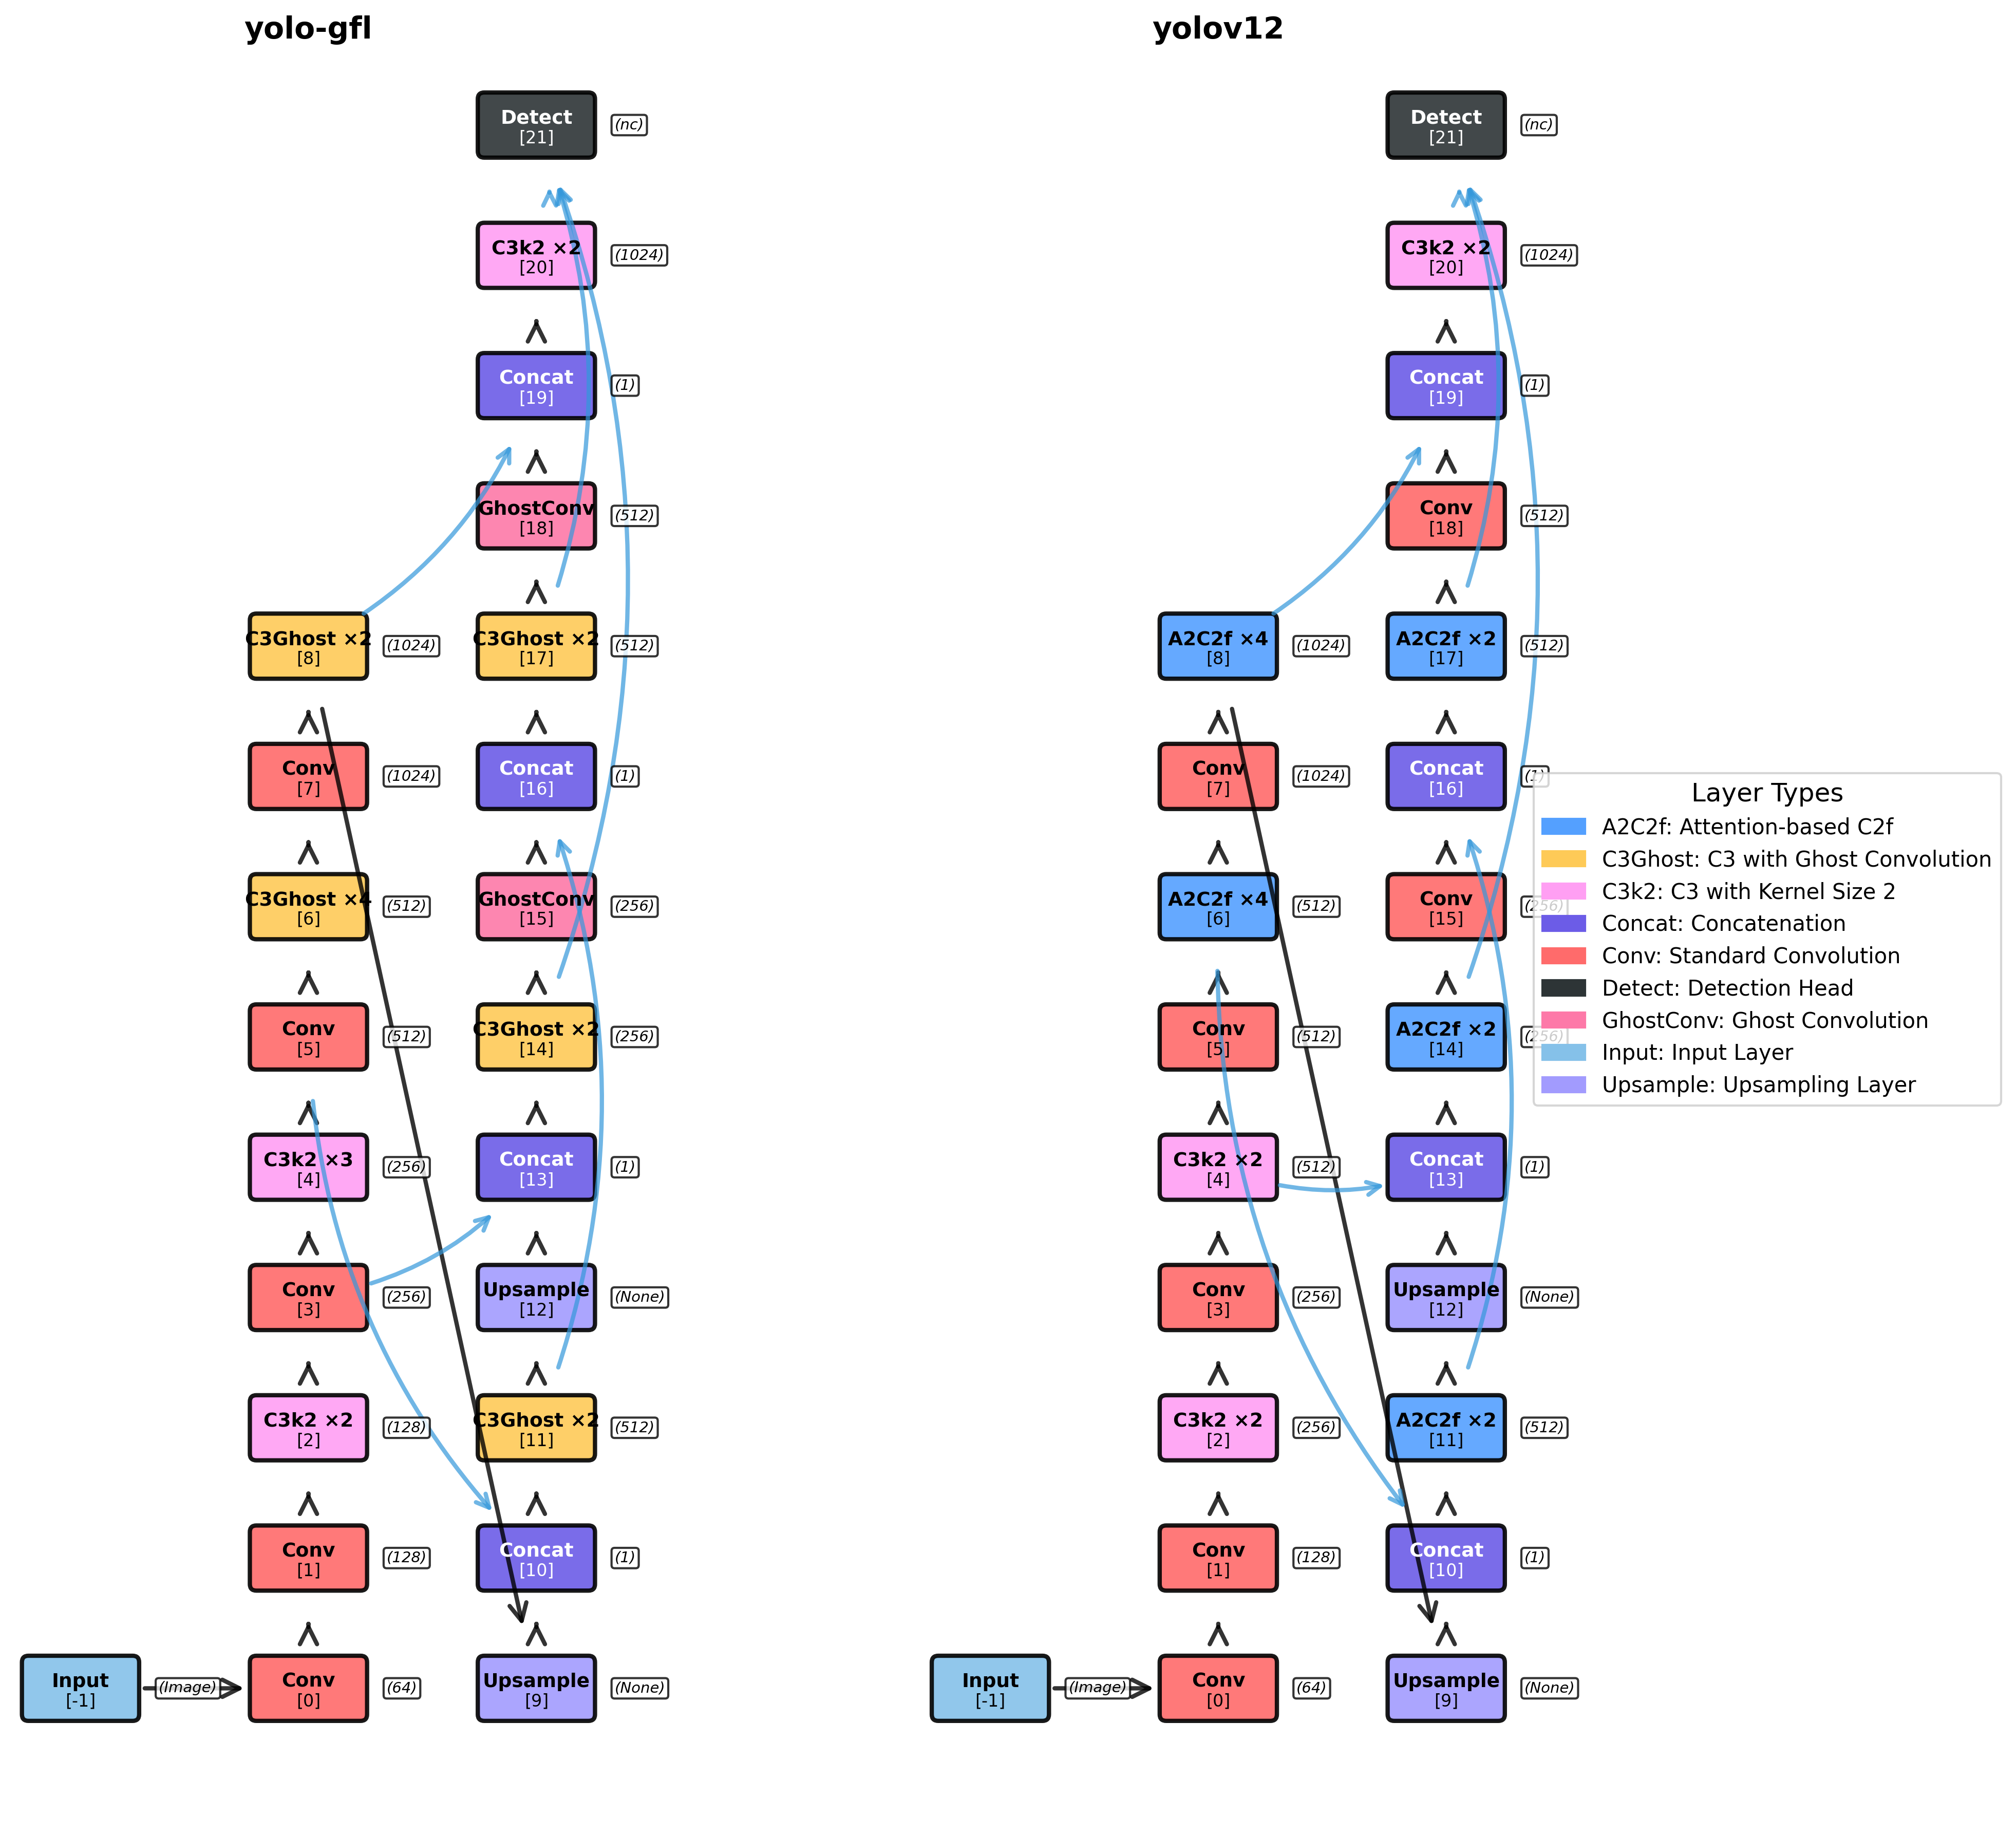 yolo-gfl
Detect
[21]
(nc)
C3k2 ×2
[20]
(1024)
Concat
[19]
(1)
GhostConv
[18]
(512)
C3Ghost ×2
[8]
(1024)
C3Ghost ×2
[17]
(512)
Conv
[7]
(1024)
Concat
[16]
(1)
C3Ghost ×4
[6]
(512)
GhostConv
[15]
(256)
Conv
[5]
(512)
C3Ghost ×2
[14]
(256)
C3k2 ×3
[4]
(256)
Concat
[13]
(1)
Conv
[3]
(256)
Upsample
[12]
(None)
C3k2 ×2
[2]
(128)
C3Ghost ×2
[11]
(512)
Conv
[1]
(128)
Concat
[10]
(1)
Input
[-1]
(Image)
Conv
[0]
(64)
Upsample
[9]
(None)
yolov12
Detect
[21]
(nc)
C3k2 ×2
[20]
(1024)
Concat
[19]
(1)
Conv
[18]
(512)
A2C2f ×4
[8]
(1024)
A2C2f ×2
[17]
(512)
Conv
[7]
(1024)
Concat
[16]
(1)
A2C2f ×4
[6]
(512)
Conv
[15]
(256)
Conv
[5]
(512)
A2C2f ×2
[14]
(256)
C3k2 ×2
[4]
(512)
Concat
[13]
(1)
Conv
[3]
(256)
Upsample
[12]
(None)
C3k2 ×2
[2]
(256)
A2C2f ×2
[11]
(512)
Conv
[1]
(128)
Concat
[10]
(1)
Input
[-1]
(Image)
Conv
[0]
(64)
Upsample
[9]
(None)
Layer Types
A2C2f: Attention-based C2f
C3Ghost: C3 with Ghost Convolution
C3k2: C3 with Kernel Size 2
Concat: Concatenation
Conv: Standard Convolution
Detect: Detection Head
GhostConv: Ghost Convolution
Input: Input Layer
Upsample: Upsampling Layer